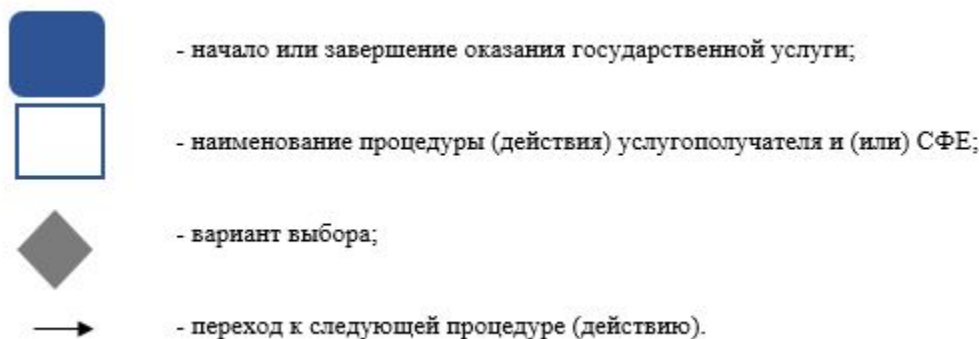 - начало или завершение оказания государственной услуги;
- наименование процедуры (действия) услугополучателя и (или) СФЕ;
- вариант выбора;
- переход к следующей процедуре (действию).